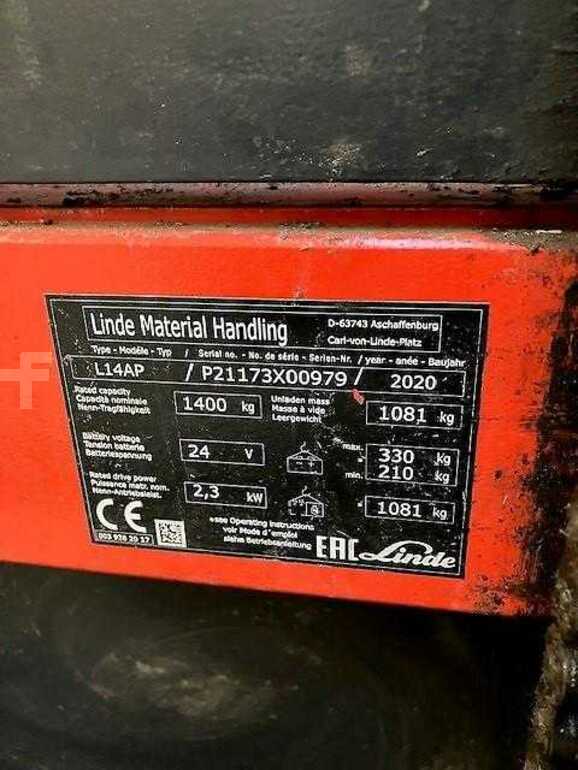 Linde Material Handling
D-63743 Aschaffenburg
Carl-von-Linde-Platz
Type - Modèle - Typ / Serial no. - No. de série - Serien-Nr. / year - anée - Baujahr
L14AP / P21173X00979 / 2020
Rated capacity
Capacité nominale
Nenn-Tragfähigkeit
1400 kg
Unladen mass
Masse à vide
Leergewicht
1081 kg
Battery voltage
Tension batterie
Batteriespannung
24 V
max. 330 kg
min. 210 kg
Rated drive power
Puissance matr. nom.
Nenn-Antriebsleist.
2,3 kW
1081 kg
CE
003 928 20 17
see Operating Instructions
voir Mode d'emploi
siehe Betriebsanleitung
EAC Linde